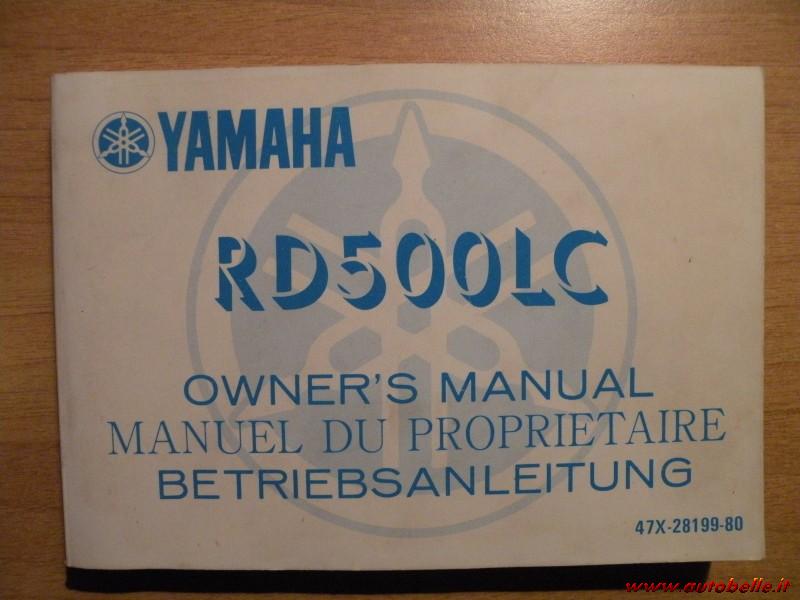 YAMAHA
RD500LC
OWNER'S MANUAL
MANUEL DU PROPRIETAIRE
BETRIEBSANLEITUNG
47X-28199-80
www.autobelle.it